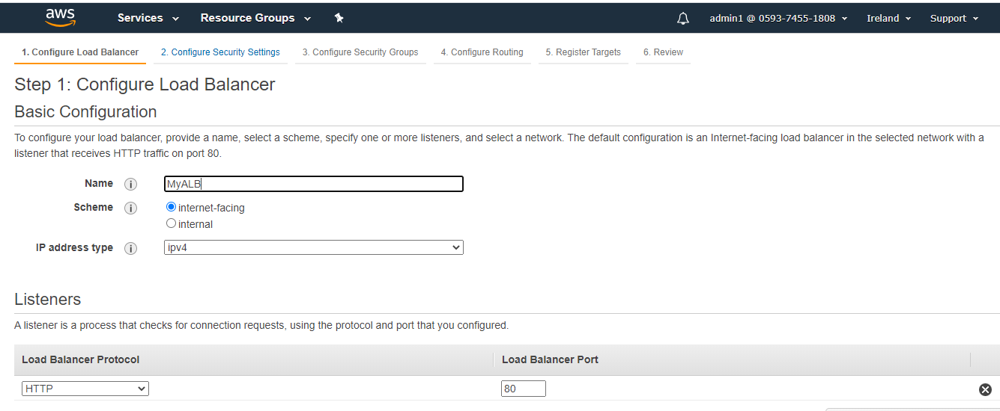 aws Services Resource Groups admin1 @ 0593-7455-1808 Ireland Support
1. Configure Load Balancer 2. Configure Security Settings 3. Configure Security Groups 4. Configure Routing 5. Register Targets 6. Review
Step 1: Configure Load Balancer
Basic Configuration
To configure your load balancer, provide a name, select a scheme, specify one or more listeners, and select a network. The default configuration is an Internet-facing load balancer in the selected network with a
listener that receives HTTP traffic on port 80.
Name i MyALB
Scheme i internet-facing
internal
IP address type i ipv4
Listeners
A listener is a process that checks for connection requests, using the protocol and port that you configured.
Load Balancer Protocol Load Balancer Port
HTTP 80